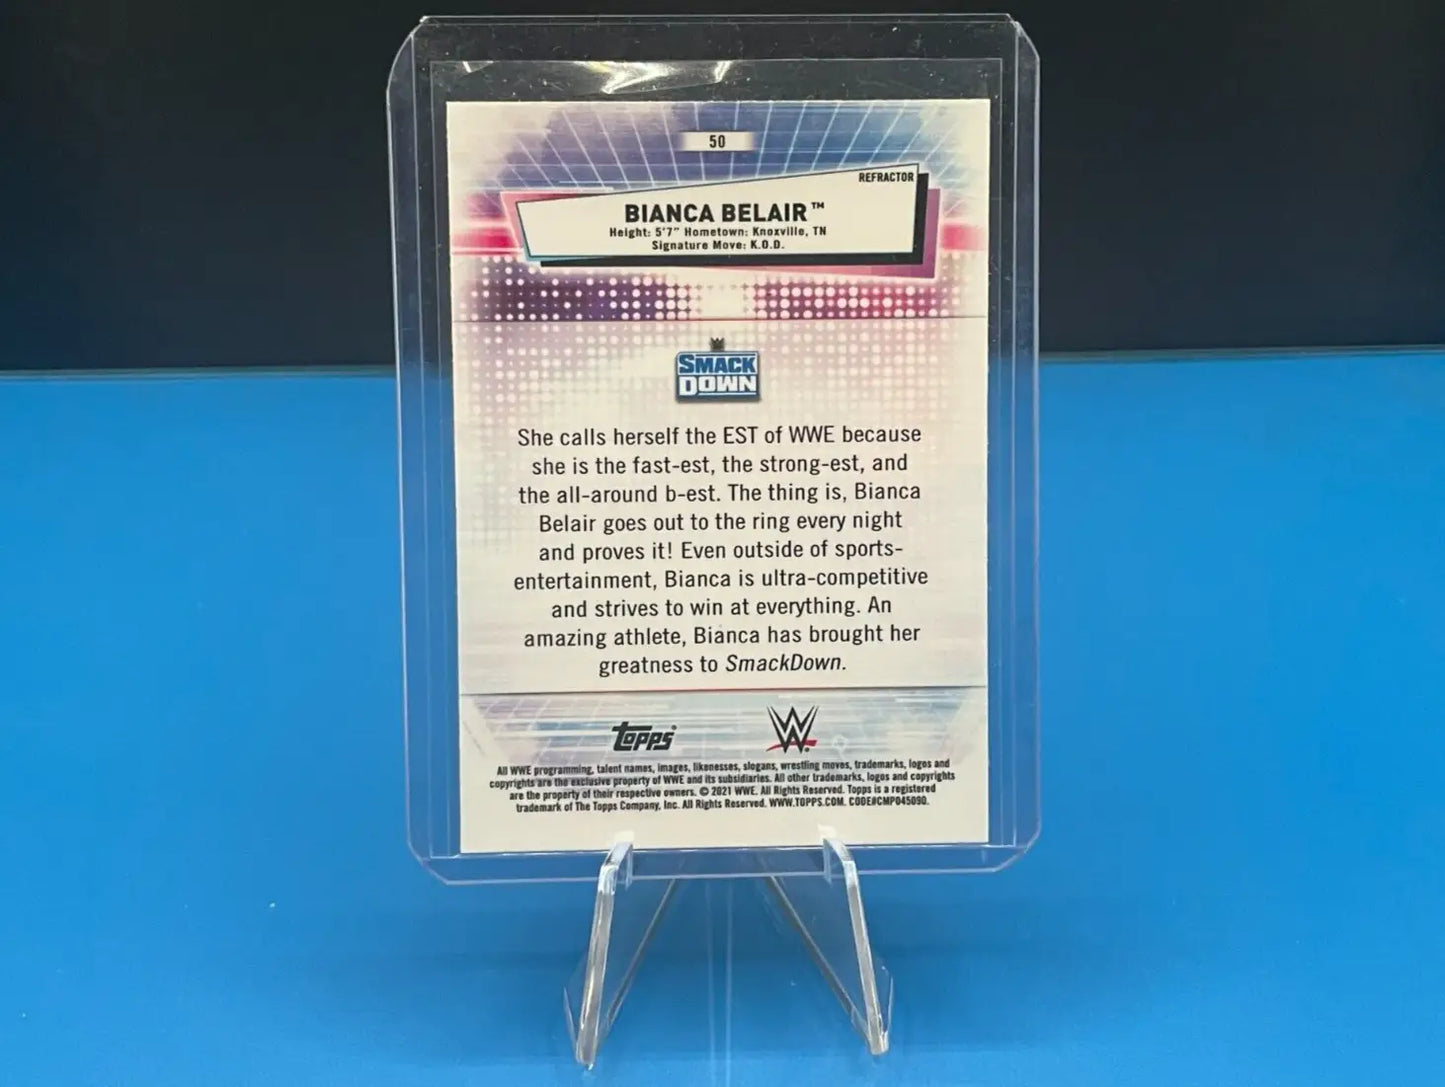 50
REFRACTOR
BIANCA BELAIR™
Height: 5'7" Hometown: Knoxville, TN
Signature Move: K.O.D.
SMACK
DOWN
She calls herself the EST of WWE because
she is the fast-est, the strong-est, and
the all-around b-est. The thing is, Bianca
Belair goes out to the ring every night
and proves it! Even outside of sports-
entertainment, Bianca is ultra-competitive
and strives to win at everything. An
amazing athlete, Bianca has brought her
greatness to SmackDown.
topps W
All WWE programming, talent names, images, likenesses, slogans, wrestling moves, trademarks, logos and
copyrights are the exclusive property of WWE and its subsidiaries. All other trademarks, logos and copyrights
are the property of their respective owners. © 2021 WWE. All Rights Reserved. Topps is a registered
trademark of The Topps Company, Inc. All Rights Reserved. WWW.TOPPS.COM. CODE#CMP045090.